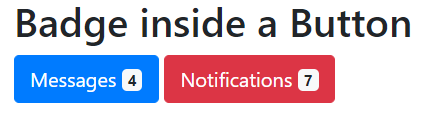 Badge inside a Button
Messages 4 Notifications 7